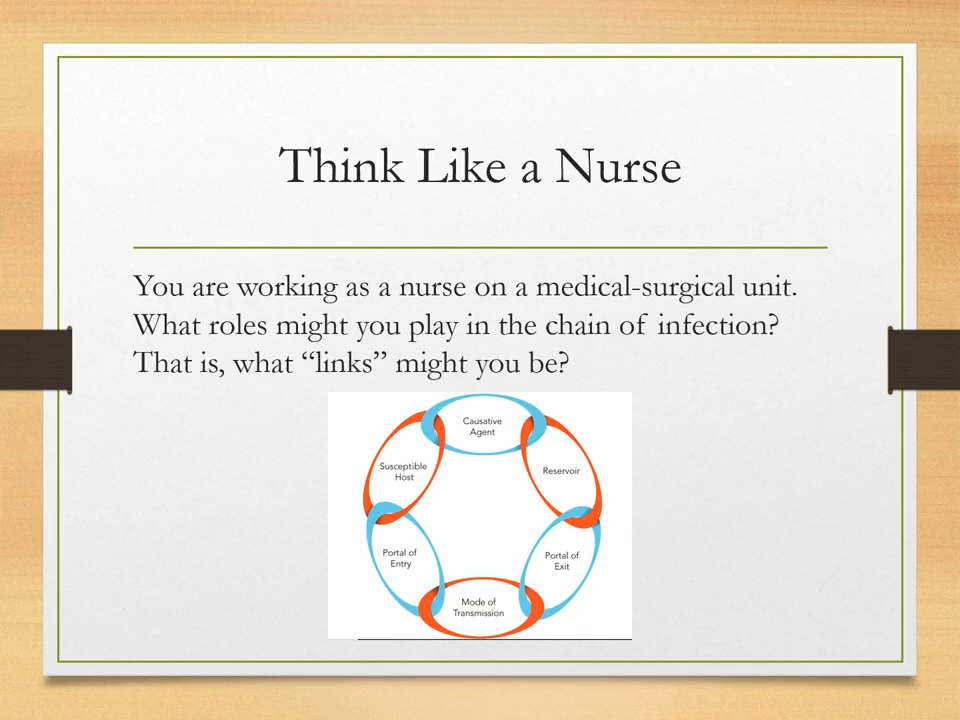 Think Like a Nurse
You are working as a nurse on a medical-surgical unit.
What roles might you play in the chain of infection?
That is, what “links” might you be?
Causative
Agent
Susceptible
Host
Reservoir
Portal of
Entry
Portal of
Exit
Mode of
Transmission